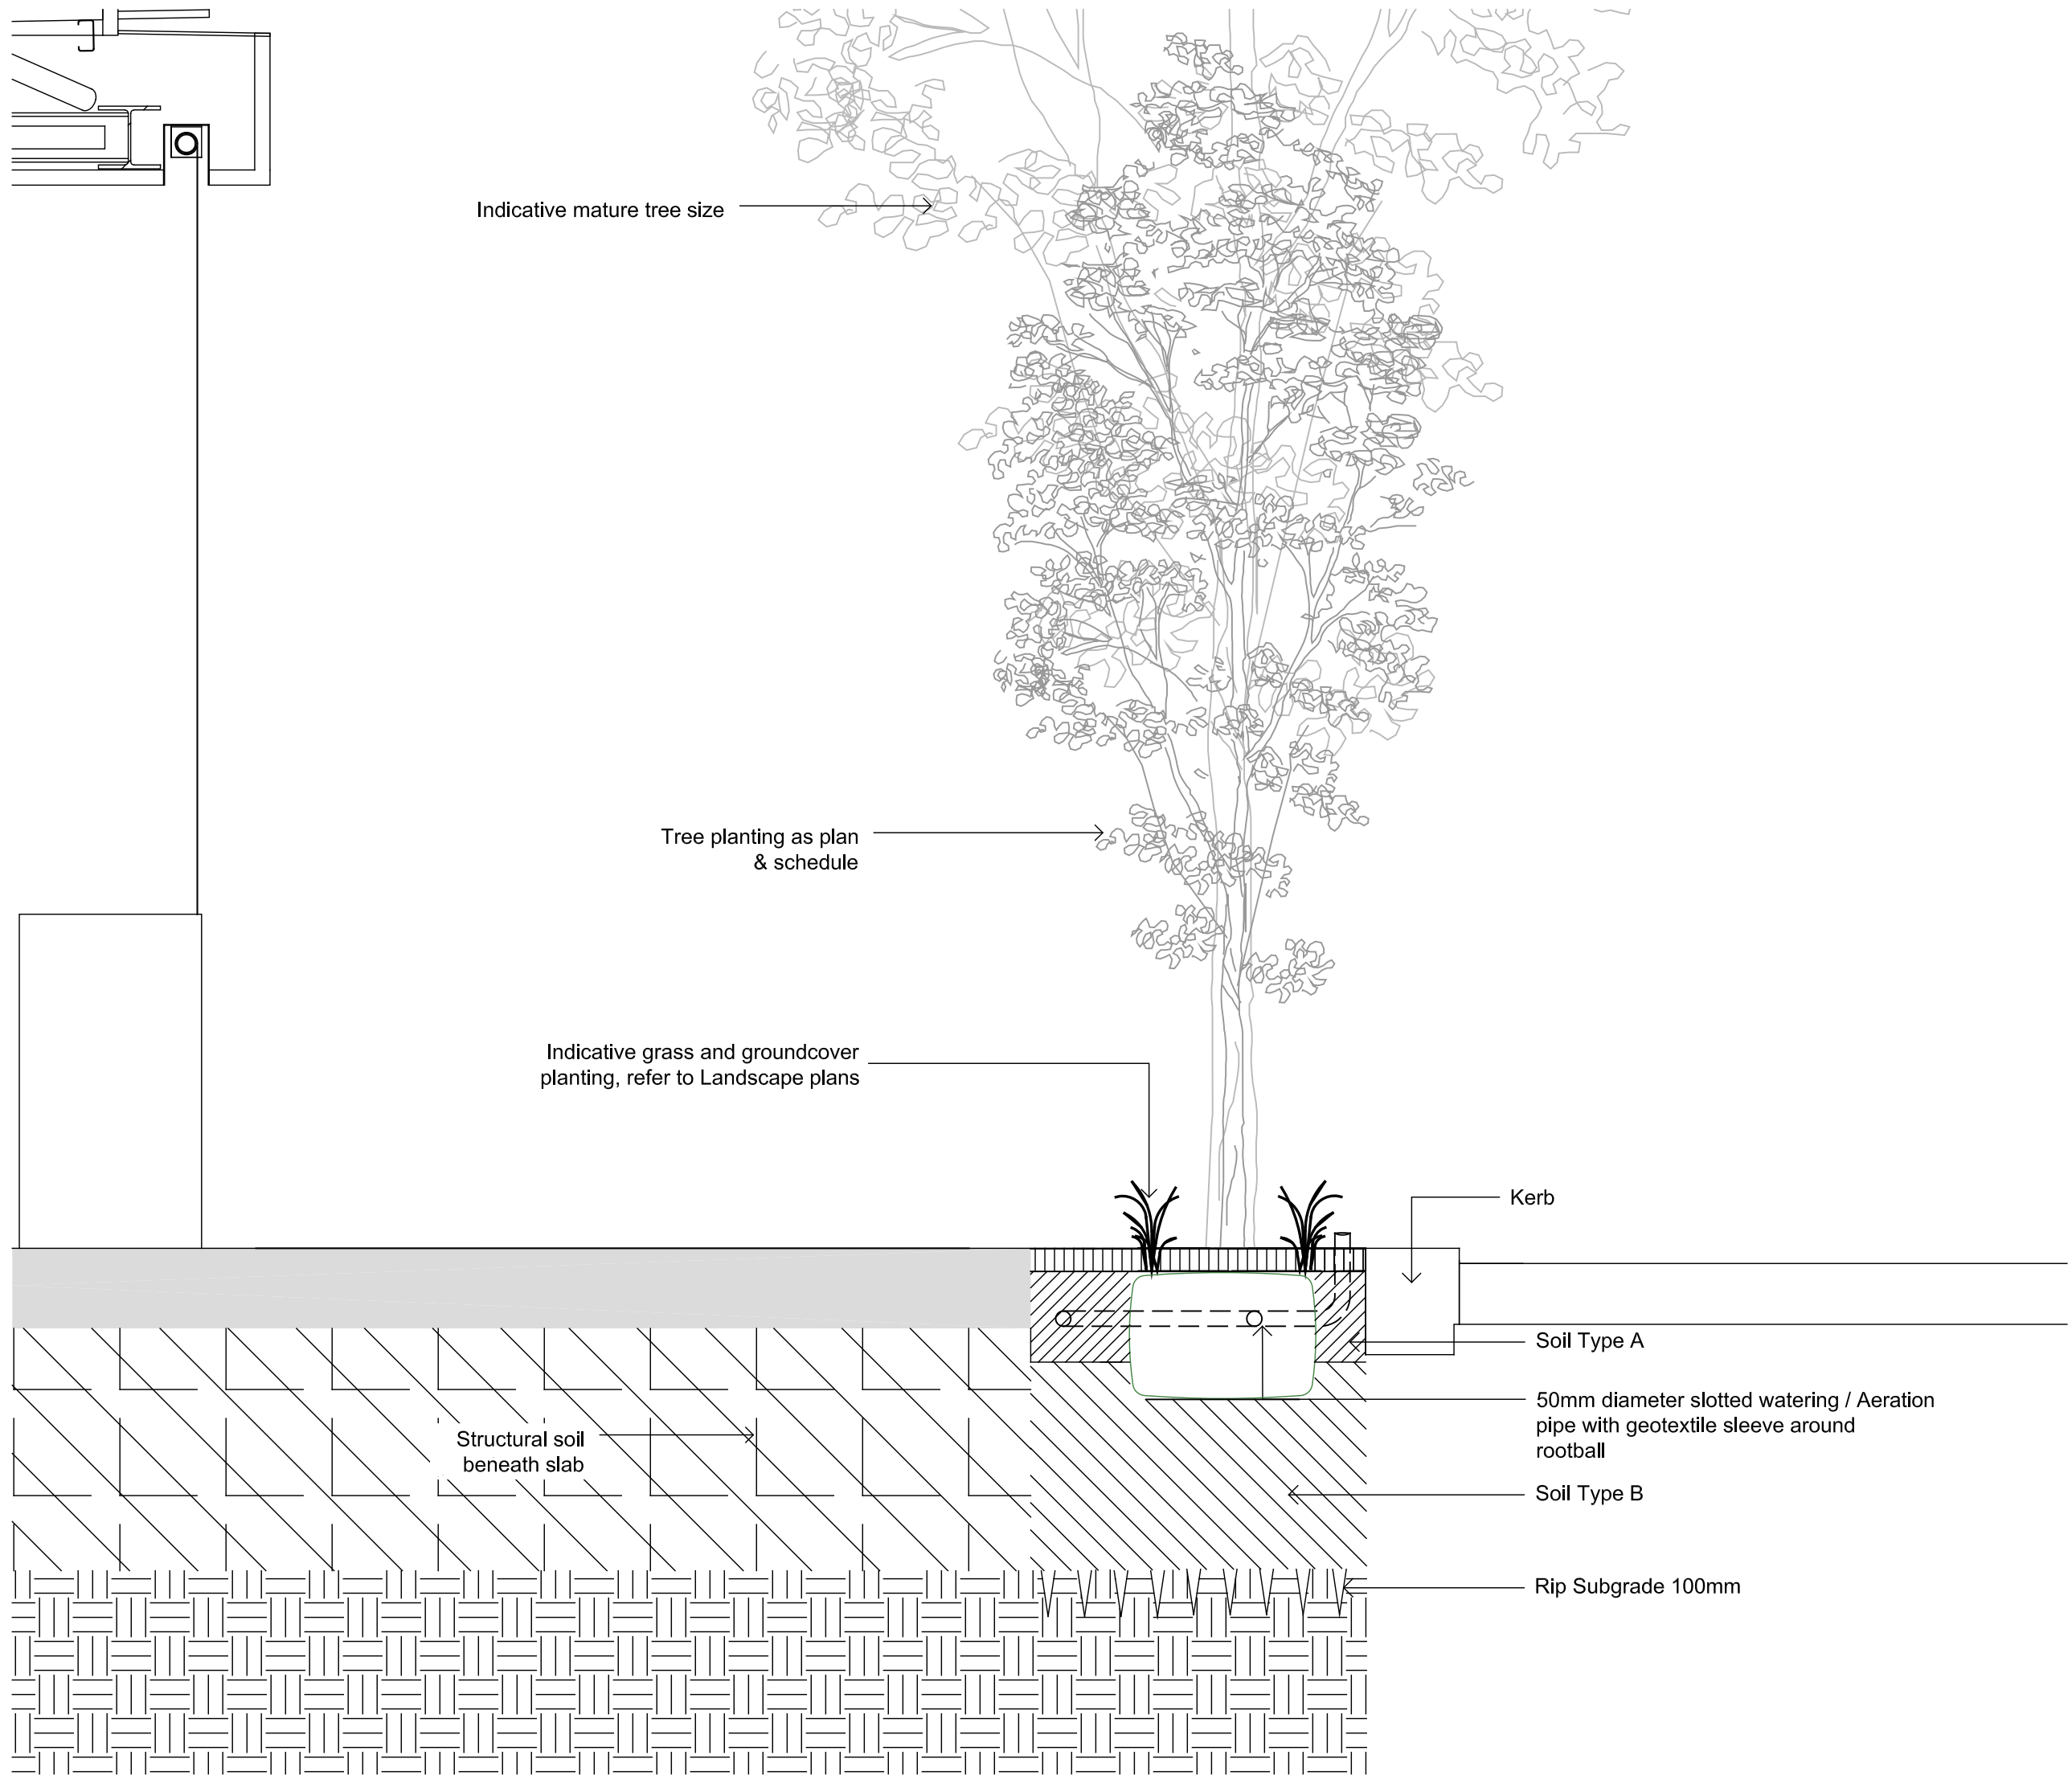 Indicative mature tree size
Tree planting as plan
& schedule
Indicative grass and groundcover
planting, refer to Landscape plans
Kerb
Soil Type A
50mm diameter slotted watering / Aeration
pipe with geotextile sleeve around
rootball
Structural soil
beneath slab
Soil Type B
Rip Subgrade 100mm